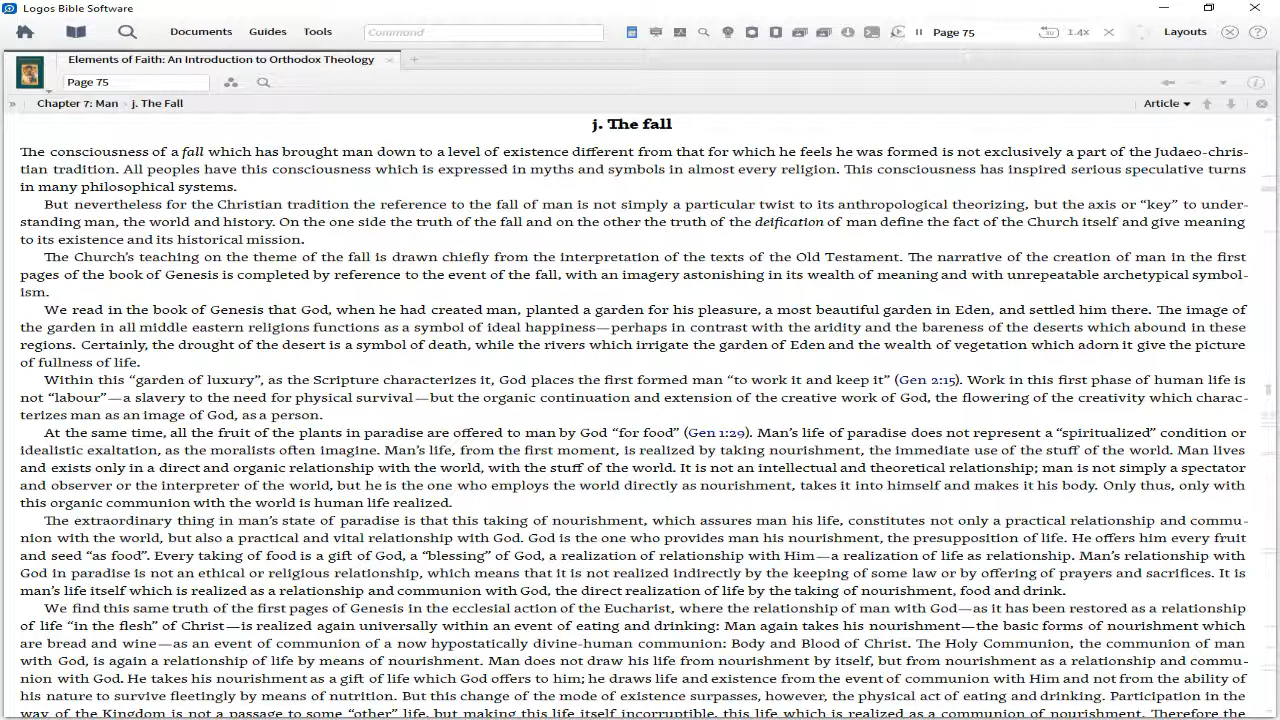 Logos Bible Software
Documents Guides Tools Command Page 75 1.4x Layouts
Elements of Faith: An Introduction to Orthodox Theology
Page 75
Chapter 7: Man › j. The Fall Article
j. The fall
The consciousness of a fall which has brought man down to a level of existence different from that for which he feels he was formed is not exclusively a part of the Judaeo-chris-
tian tradition. All peoples have this consciousness which is expressed in myths and symbols in almost every religion. This consciousness has inspired serious speculative turns
in many philosophical systems.
But nevertheless for the Christian tradition the reference to the fall of man is not simply a particular twist to its anthropological theorizing, but the axis or “key” to under-
standing man, the world and history. On the one side the truth of the fall and on the other the truth of the deification of man define the fact of the Church itself and give meaning
to its existence and its historical mission.
The Church’s teaching on the theme of the fall is drawn chiefly from the interpretation of the texts of the Old Testament. The narrative of the creation of man in the first
pages of the book of Genesis is completed by reference to the event of the fall, with an imagery astonishing in its wealth of meaning and with unrepeatable archetypical symbol-
ism.
We read in the book of Genesis that God, when he had created man, planted a garden for his pleasure, a most beautiful garden in Eden, and settled him there. The image of
the garden in all middle eastern religions functions as a symbol of ideal happiness—perhaps in contrast with the aridity and the bareness of the deserts which abound in these
regions. Certainly, the drought of the desert is a symbol of death, while the rivers which irrigate the garden of Eden and the wealth of vegetation which adorn it give the picture
of fullness of life.
Within this “garden of luxury”, as the Scripture characterizes it, God places the first formed man “to work it and keep it” (Gen 2:15). Work in this first phase of human life is
not “labour”—a slavery to the need for physical survival—but the organic continuation and extension of the creative work of God, the flowering of the creativity which charac-
terizes man as an image of God, as a person.
At the same time, all the fruit of the plants in paradise are offered to man by God “for food” (Gen 1:29). Man’s life of paradise does not represent a “spiritualized” condition or
idealistic exaltation, as the moralists often imagine. Man’s life, from the first moment, is realized by taking nourishment, the immediate use of the stuff of the world. Man lives
and exists only in a direct and organic relationship with the world, with the stuff of the world. It is not an intellectual and theoretical relationship; man is not simply a spectator
and observer or the interpreter of the world, but he is the one who employs the world directly as nourishment, takes it into himself and makes it his body. Only thus, only with
this organic communion with the world is human life realized.
The extraordinary thing in man’s state of paradise is that this taking of nourishment, which assures man his life, constitutes not only a practical relationship and commu-
nion with the world, but also a practical and vital relationship with God. God is the one who provides man his nourishment, the presupposition of life. He offers him every fruit
and seed “as food”. Every taking of food is a gift of God, a “blessing” of God, a realization of relationship with Him—a realization of life as relationship. Man’s relationship with
God in paradise is not an ethical or religious relationship, which means that it is not realized indirectly by the keeping of some law or by offering of prayers and sacrifices. It is
man’s life itself which is realized as a relationship and communion with God, the direct realization of life by the taking of nourishment, food and drink.
We find this same truth of the first pages of Genesis in the ecclesial action of the Eucharist, where the relationship of man with God—as it has been restored as a relationship
of life “in the flesh” of Christ—is realized again universally within an event of eating and drinking: Man again takes his nourishment—the basic forms of nourishment which
are bread and wine—as an event of communion of a now hypostatically divine-human communion: Body and Blood of Christ. The Holy Communion, the communion of man
with God, is again a relationship of life by means of nourishment. Man does not draw his life from nourishment by itself, but from nourishment as a relationship and commu-
nion with God. He takes his nourishment as a gift of life which God offers to him; he draws life and existence from the event of communion with Him and not from the ability of
his nature to survive fleetingly by means of nutrition. But this change of the mode of existence surpasses, however, the physical act of eating and drinking. Participation in the
way of the Kingdom is not a passage to some “other” life, but making this life itself incorruptible, this life which is realized as a communion of nourishment. Therefore the